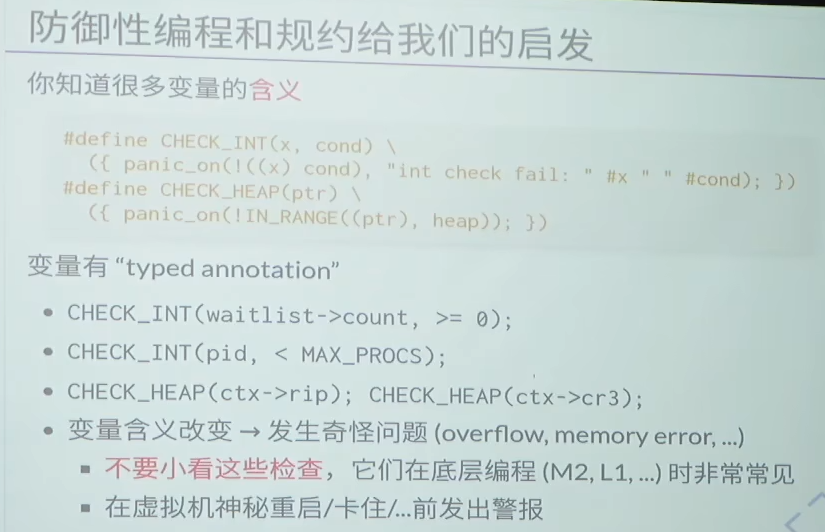 防御性编程和规约给我们的启发
你知道很多变量的含义
#define CHECK_INT(x, cond) \
({ panic_on(!((x) cond), "int check fail: " #x " " #cond); })
#define CHECK_HEAP(ptr) \
({ panic_on(!IN_RANGE((ptr), heap)); })
变量有 “typed annotation”
• CHECK_INT(waitlist->count, >= 0);
• CHECK_INT(pid, < MAX_PROCS);
• CHECK_HEAP(ctx->rip); CHECK_HEAP(ctx->cr3);
• 变量含义改变 → 发生奇怪问题 (overflow, memory error, ...)
▪ 不要小看这些检查，它们在底层编程 (M2, L1, ...) 时非常常见
▪ 在虚拟机神秘重启/卡住/...前发出警报